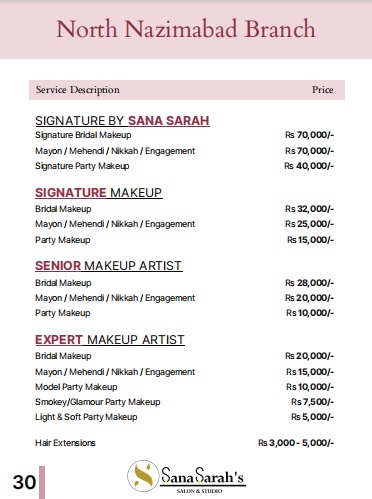 North Nazimabad Branch
Service Description Price
SIGNATURE BY SANA SARAH
Signature Bridal Makeup Rs 70,000/-
Mayon / Mehendi / Nikkah / Engagement Rs 70,000/-
Signature Party Makeup Rs 40,000/-
SIGNATURE MAKEUP
Bridal Makeup Rs 32,000/-
Mayon / Mehendi / Nikkah / Engagement Rs 25,000/-
Party Makeup Rs 15,000/-
SENIOR MAKEUP ARTIST
Bridal Makeup Rs 28,000/-
Mayon / Mehendi / Nikkah / Engagement Rs 20,000/-
Party Makeup Rs 10,000/-
EXPERT MAKEUP ARTIST
Bridal Makeup Rs 20,000/-
Mayon / Mehendi / Nikkah / Engagement Rs 15,000/-
Model Party Makeup Rs 10,000/-
Smokey/Glamour Party Makeup Rs 7,500/-
Light & Soft Party Makeup Rs 5,000/-
Hair Extensions Rs 3,000 - 5,000/-
30
Sana Sarah's
SALON & STUDIO